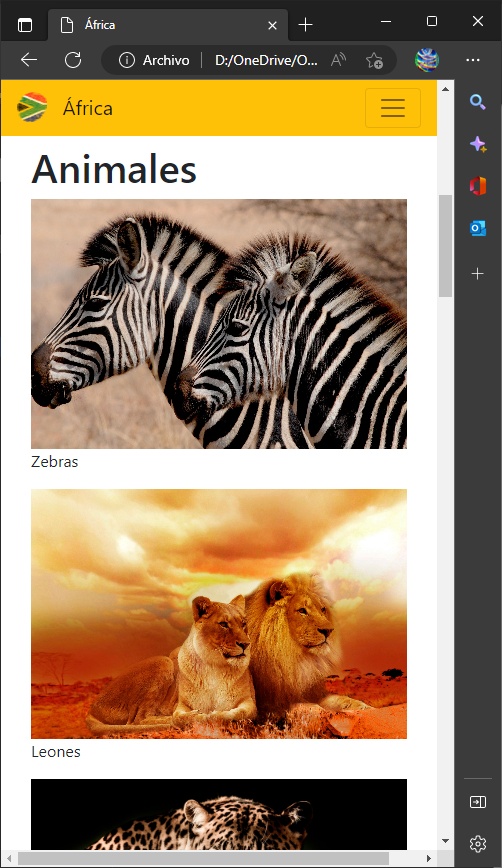 África
Archivo
D:/OneDrive/O...
África
Animales
Zebras
Leones